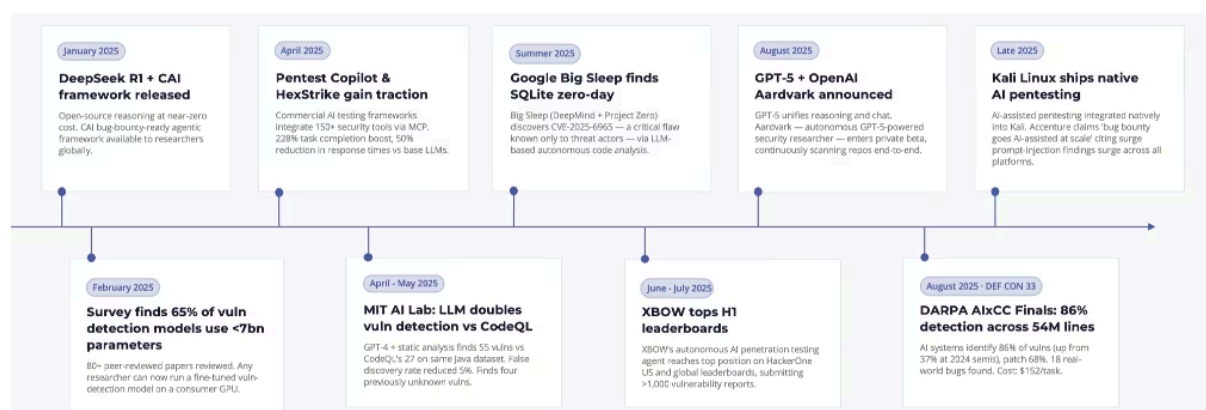 January 2025
DeepSeek R1 + CAI
framework released
Open-source reasoning at near-zero
cost. CAI bug-bounty-ready agentic
framework available to researchers
globally.
April 2025
Pentest Copilot &
HexStrike gain traction
Commercial AI testing frameworks
integrate 150+ security tools via MCP.
228% task completion boost, 50%
reduction in response times vs base LLMs.
Summer 2025
Google Big Sleep finds
SQLite zero-day
Big Sleep (DeepMind + Project Zero)
discovers CVE-2025-6965 — a critical flaw
known only to threat actors — via LLM-
based autonomous code analysis.
August 2025
GPT-5 + OpenAI
Aardvark announced
GPT-5 unifies reasoning and chat.
Aardvark — autonomous GPT-5-powered
security researcher — enters private beta,
continuously scanning repos end-to-end.
Late 2025
Kali Linux ships native
AI pentesting
AI-assisted pentesting integrated natively
into Kali. Accenture claims 'bug bounty
goes AI-assisted at scale' citing surge
prompt-injection findings surge across all
platforms.
February 2025
Survey finds 65% of vuln
detection models use <7bn
parameters
80+ peer-reviewed papers reviewed. Any
researcher can now run a fine-tuned vuln-
detection model on a consumer GPU.
April - May 2025
MIT AI Lab: LLM doubles
vuln detection vs CodeQL
GPT-4 + static analysis finds 55 vulns vs
CodeQL's 27 on same Java dataset. False
discovery rate reduced 5%. Finds four
previously unknown vulns.
June - July 2025
XBOW tops H1
leaderboards
XBOW's autonomous AI penetration testing
agent reaches top position on HackerOne
US and global leaderboards, submitting
>1,000 vulnerability reports.
August 2025 · DEF CON 33
DARPA AIxCC Finals: 86%
detection across 54M lines
AI systems identify 86% of vulns (up from
37% at 2024 semis), patch 68%. 18 real-
world bugs found. Cost: $152/task.